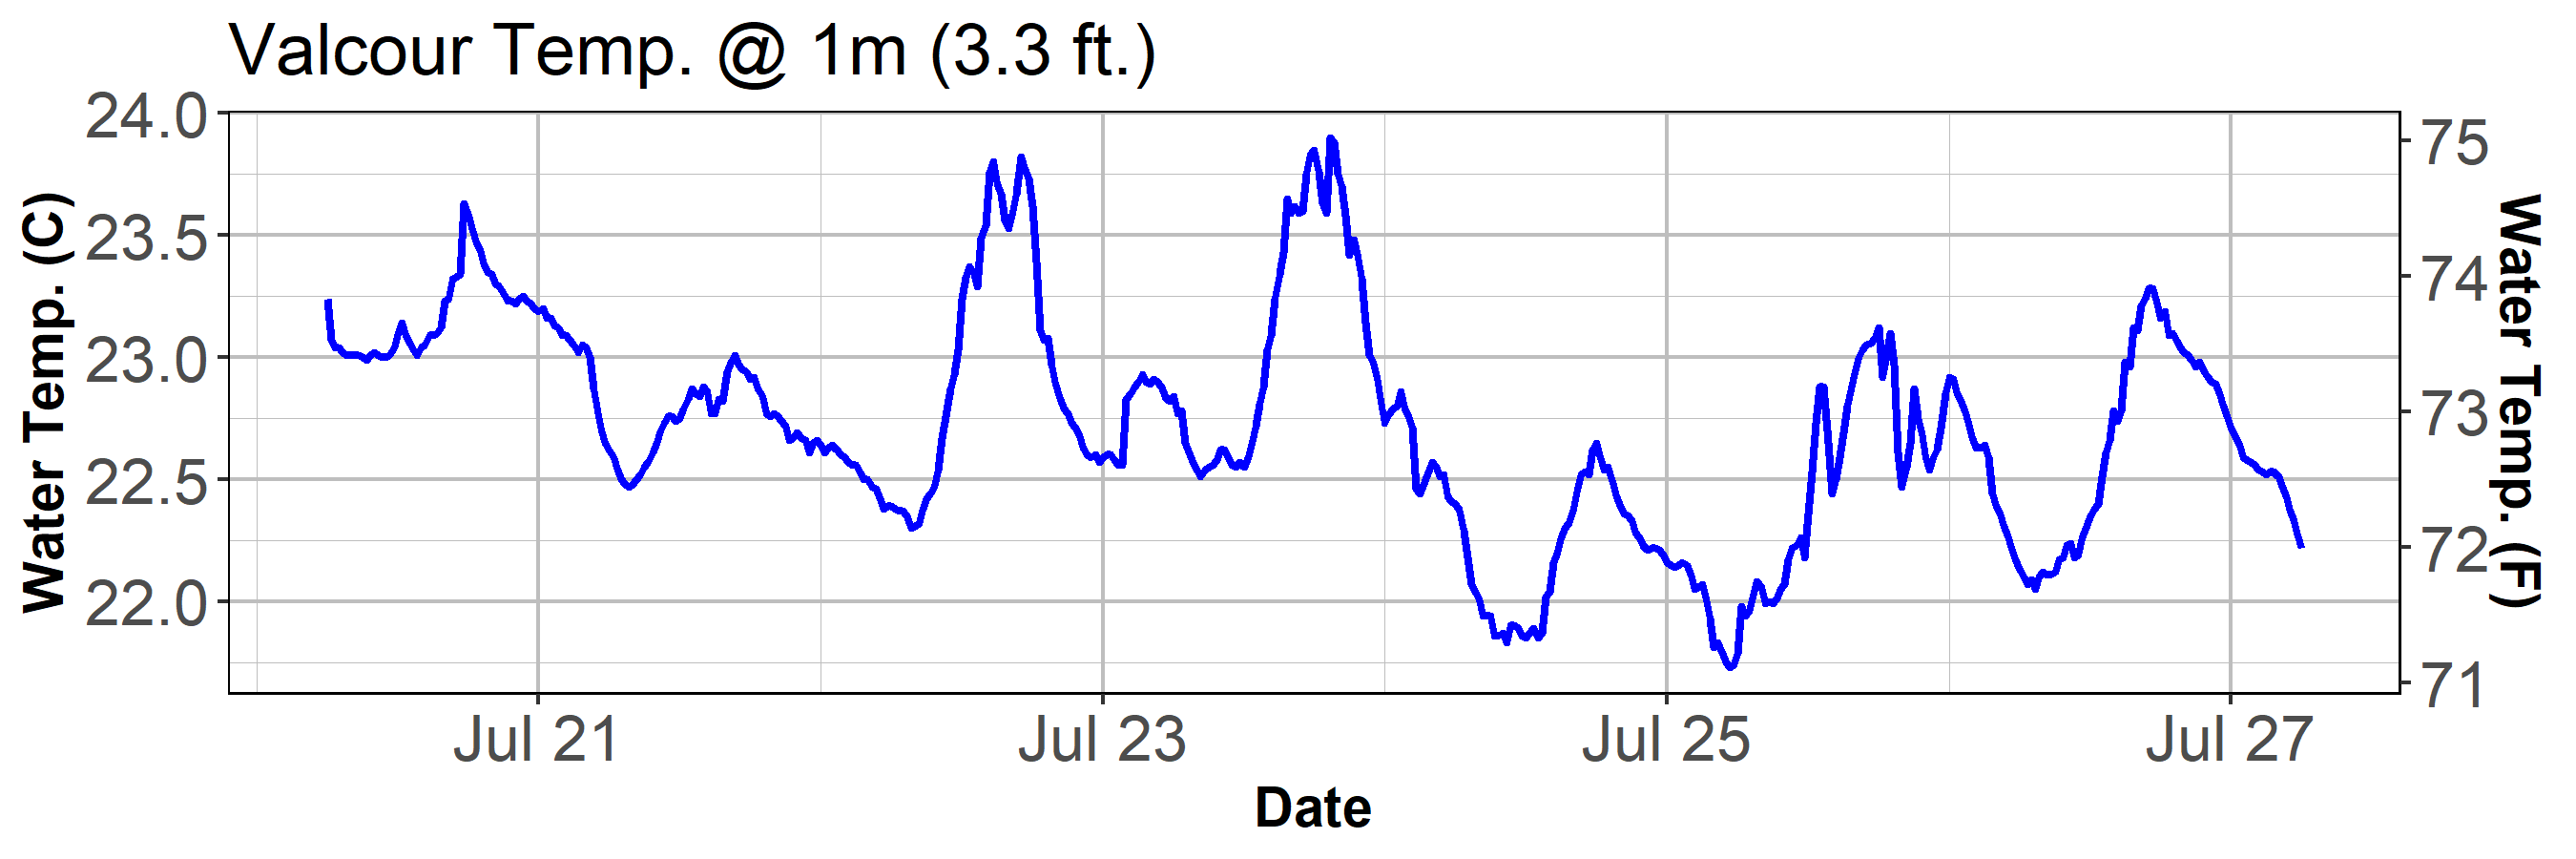 Valcour Temp. @ 1m (3.3 ft.)
24.0
23.5
23.0
22.5
22.0
Water Temp. (C)
75
74
73
72
71
Water Temp. (F)
Jul 21 Jul 23 Jul 25 Jul 27
Date